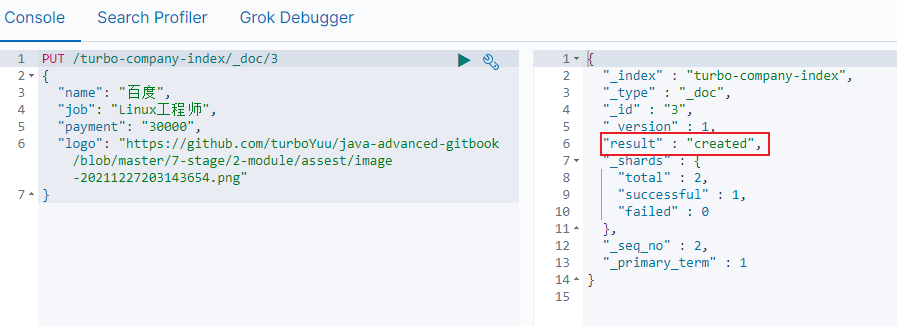 Console Search Profiler Grok Debugger
1 PUT /turbo-company-index/_doc/3
2 {
3 "name": "百度",
4 "job": "Linux工程师",
5 "payment": "30000",
6 "logo": "https://github.com/turboYuu/java-advanced-gitbook
/blob/master/7-stage/2-module/assest/image
-20211227203143654.png"
7 }
1 {
2 "_index" : "turbo-company-index",
3 "_type" : "_doc",
4 "_id" : "3",
5 "_version" : 1,
6 "result" : "created",
7 "_shards" : {
8 "total" : 2,
9 "successful" : 1,
10 "failed" : 0
11 },
12 "_seq_no" : 2,
13 "_primary_term" : 1
14 }
15